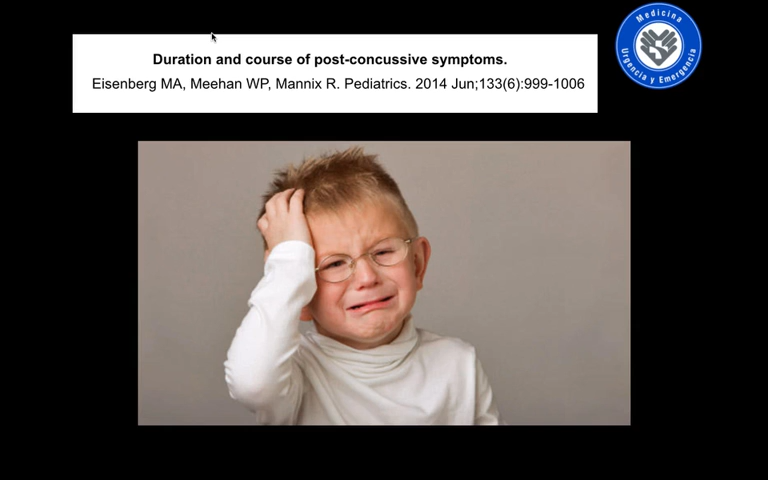 Duration and course of post-concussive symptoms.
Eisenberg MA, Meehan WP, Mannix R. Pediatrics. 2014 Jun;133(6):999-1006
Medicina
Urgencia y Emergencia